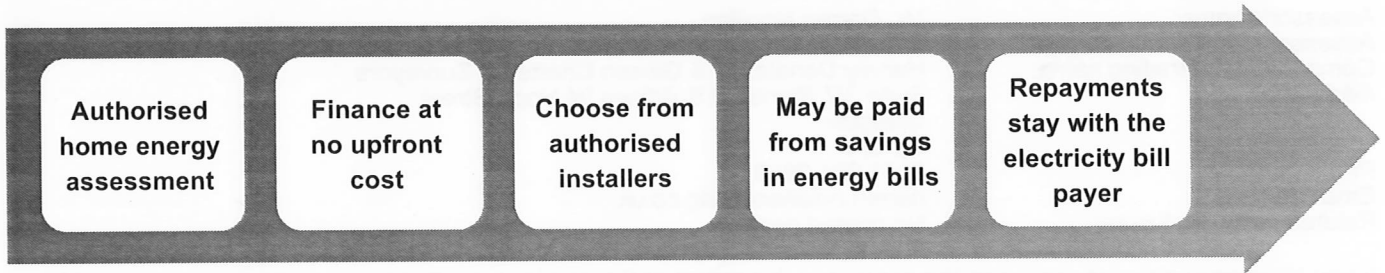 Authorised
home energy
assessment
Finance at
no upfront
cost
Choose from
authorised
installers
May be paid
from savings
in energy bills
Repayments
stay with the
electricity bill
payer